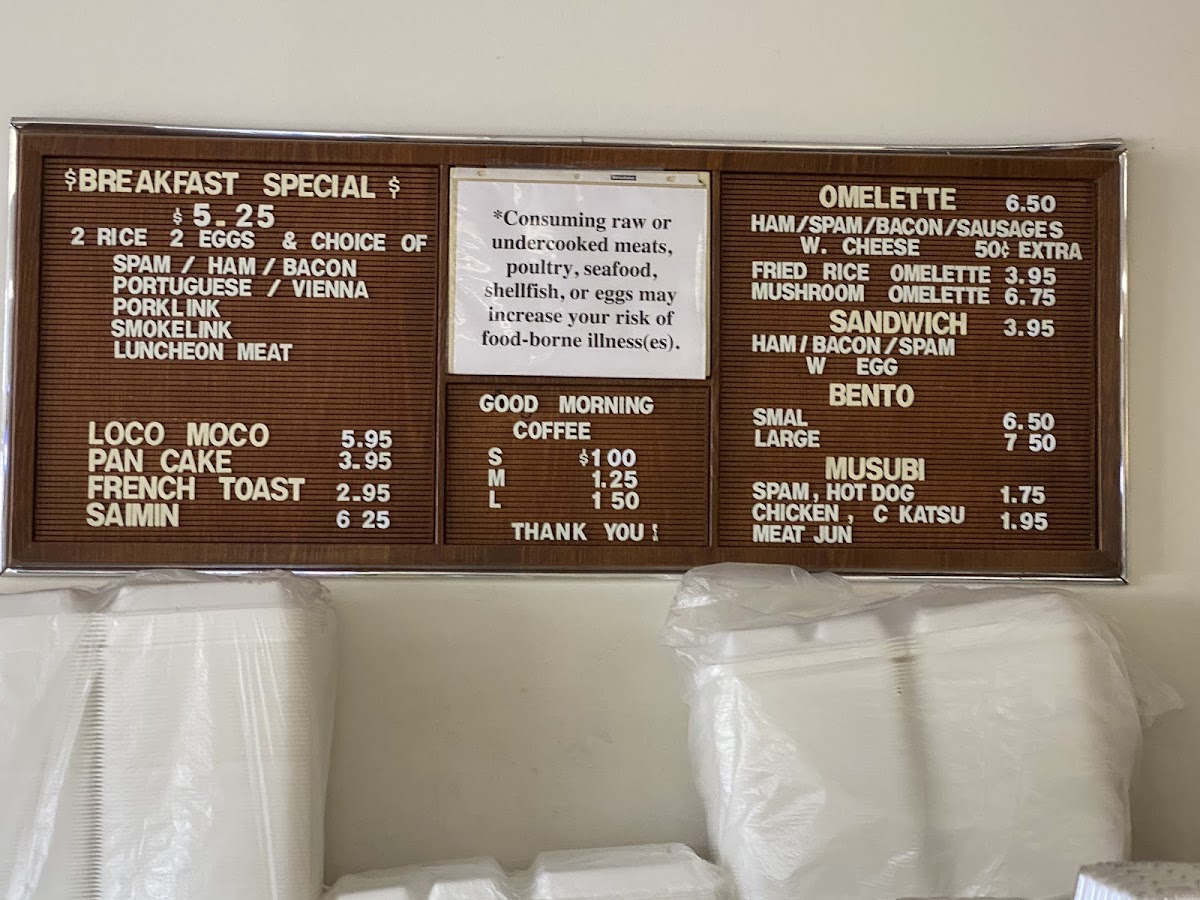 $BREAKFAST SPECIAL $
$5.25
2 RICE 2 EGGS & CHOICE OF
SPAM / HAM / BACON
PORTUGUESE / VIENNA
PORKLINK
SMOKELINK
LUNCHEON MEAT
LOCO MOCO 5.95
PAN CAKE 3.95
FRENCH TOAST 2.95
SAIMIN 6 25
*Consuming raw or
undercooked meats,
poultry, seafood,
shellfish, or eggs may
increase your risk of
food-borne illness(es).
GOOD MORNING
COFFEE
S $1 00
M 1.25
L 1 50
THANK YOU
OMELETTE 6.50
HAM/SPAM/BACON/SAUSAGES
W. CHEESE 50¢ EXTRA
FRIED RICE OMELETTE 3.95
MUSHROOM OMELETTE 6.75
SANDWICH 3.95
HAM/BACON/SPAM
W EGG
BENTO
SMAL 6.50
LARGE 7 50
MUSUBI
SPAM, HOT DOG 1.75
CHICKEN, C KATSU 1.95
MEAT JUN